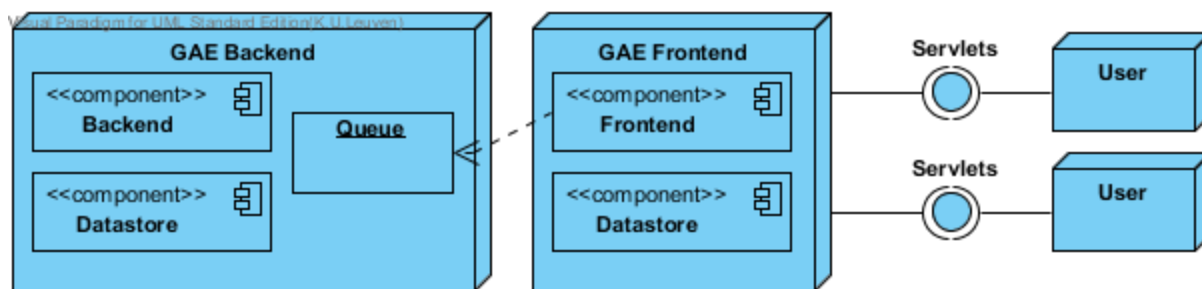 Visual Paradigm for UML Standard Edition(K.U.Leuven)
GAE Backend
<<component>>
Backend
Queue
<<component>>
Datastore
GAE Frontend
<<component>>
Frontend
<<component>>
Datastore
Servlets
User
Servlets
User